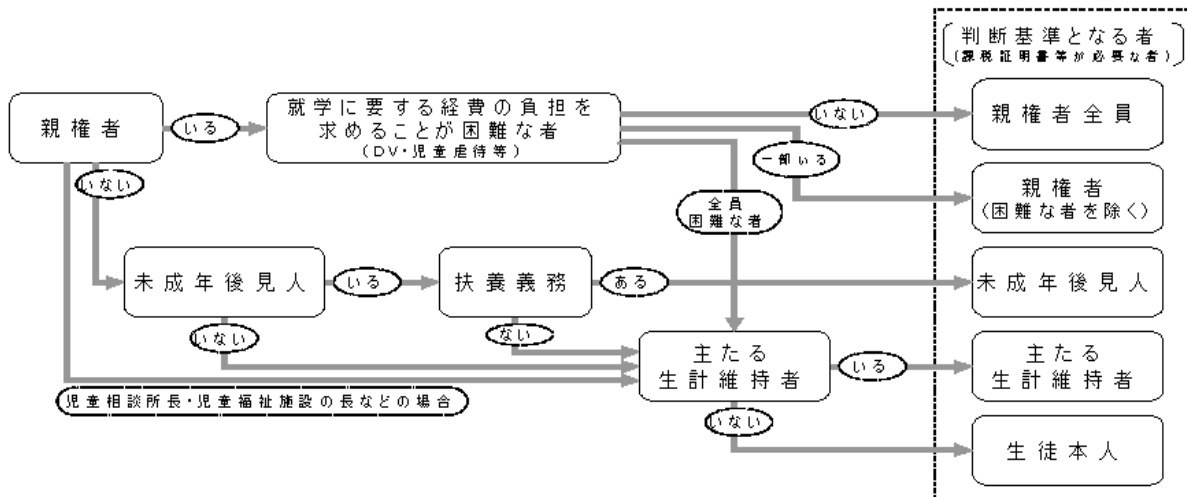 判断基準となる者
(課税証明書等が必要な者)
親権者
いる
就学に要する経費の負担を
求めることが困難な者
(DV・児童虐待等)
いない
親権者全員
一部いる
いない
全員
困難な者
親権者
(困難な者を除く)
未成年後見人
いる
扶養義務
ある
未成年後見人
いない
ない
主たる
生計維持者
いる
主たる
生計維持者
児童相談所長・児童福祉施設の長などの場合
いない
生徒本人